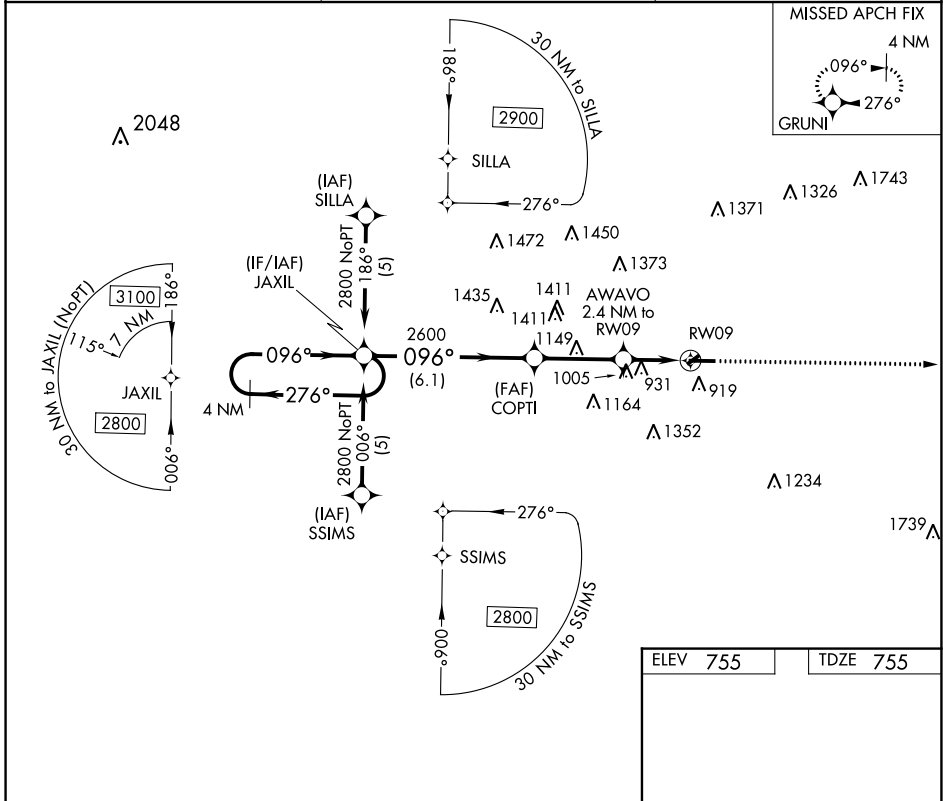 MISSED APCH FIX
4 NM
096°
276°
GRUNI
30 NM to SILLA
186°
2900
SILLA
276°
2048
(IAF)
SILLA
2800 NoPT
186°
(5)
1743
1326
1371
1472
1450
1373
(IF/IAF)
JAXIL
30 NM to JAXIL (NoPT)
3100
186°
115°
7 NM
JAXIL
2800
006°
1435
1411
1411
1149
AWAVO
2.4 NM to
RW09
RW09
096°
2600
096°
(6.1)
276°
4 NM
(FAF)
COPTI
1005
931
919
1164
1352
2800 NoPT
006°
(5)
(IAF)
SSIMS
1234
1739
276°
SSIMS
006°
2800
30 NM to SSIMS
ELEV 755
TDZE 755